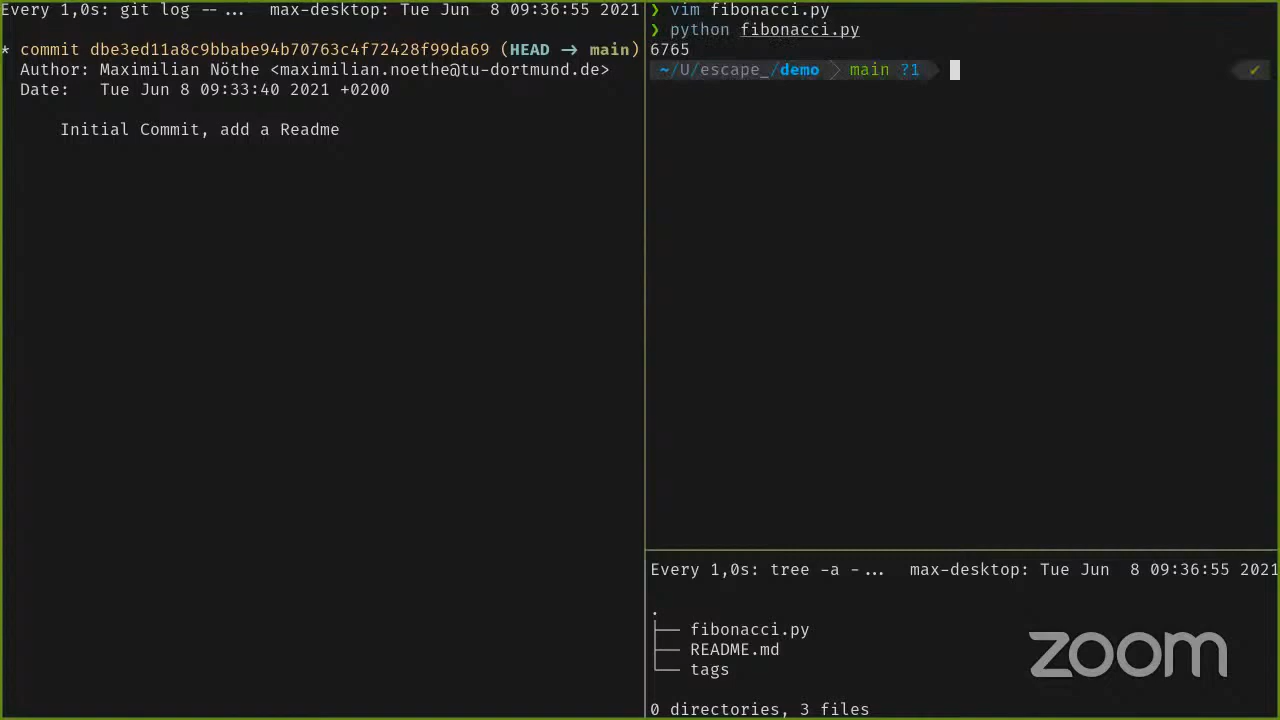 Every 1,0s: git log --... max-desktop: Tue Jun 8 09:36:55 2021
* commit dbe3ed11a8c9bbabe94b70763c4f72428f99da69 (HEAD -> main)
Author: Maximilian Nöthe <maximilian.noethe@tu-dortmund.de>
Date: Tue Jun 8 09:33:40 2021 +0200
Initial Commit, add a Readme
❯ vim fibonacci.py
❯ python fibonacci.py
6765
~/U/escape_/demo main ?1 ✔
Every 1,0s: tree -a -... max-desktop: Tue Jun 8 09:36:55 2021
.
├── fibonacci.py
├── README.md
└── tags
0 directories, 3 files
zoom